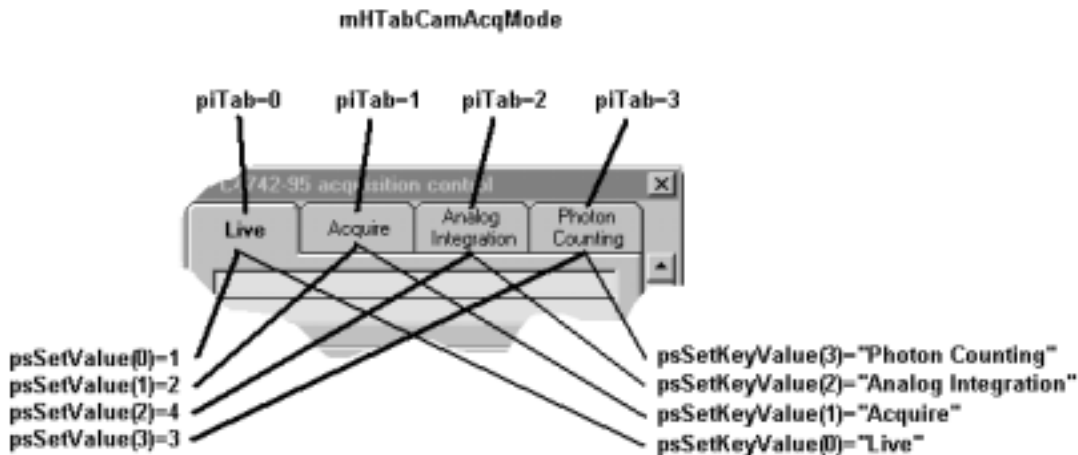 mHTabCamAcqMode
piTab=0 piTab=1 piTab=2 piTab=3
C4742-95 acquisition control
Live Acquire Analog Integration Photon Counting
psSetValue(0)=1
psSetValue(1)=2
psSetValue(2)=4
psSetValue(3)=3
psSetKeyValue(3)="Photon Counting"
psSetKeyValue(2)="Analog Integration"
psSetKeyValue(1)="Acquire"
psSetKeyValue(0)="Live"